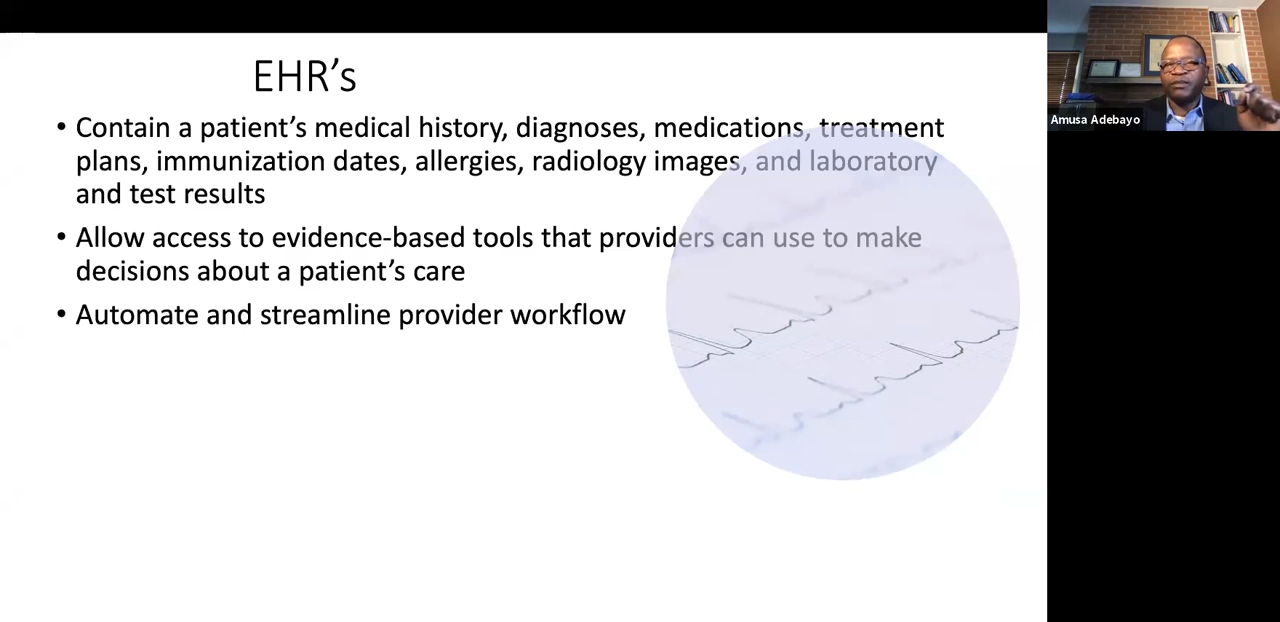 EHR's
• Contain a patient's medical history, diagnoses, medications, treatment
plans, immunization dates, allergies, radiology images, and laboratory
and test results
• Allow access to evidence-based tools that providers can use to make
decisions about a patient's care
• Automate and streamline provider workflow
Amusa Adebayo